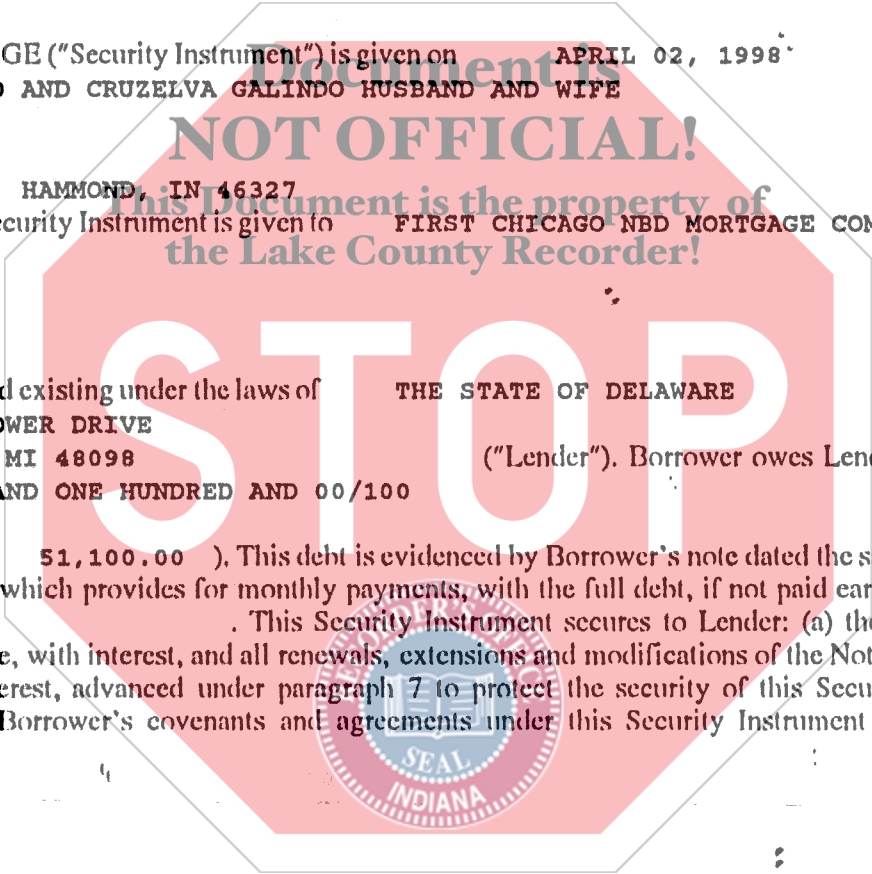 GE ("Security Instrument") is given on APRIL 02, 1998
Document is
AND CRUZELVA GALINDO HUSBAND AND WIFE
NOT OFFICIAL!
HAMMOND, IN 46327
This Document is the property of
ecurity Instrument is given to FIRST CHICAGO NBD MORTGAGE COM
the Lake County Recorder!
STOP
d existing under the laws of THE STATE OF DELAWARE
OWER DRIVE
MI 48098 ("Lender"). Borrower owes Lend
AND ONE HUNDRED AND 00/100
51,100.00 ). This debt is evidenced by Borrower's note dated the s
which provides for monthly payments, with the full debt, if not paid ear
. This Security Instrument secures to Lender: (a) the
e, with interest, and all renewals, extensions and modifications of the Not
erest, advanced under paragraph 7 to protect the security of this Secu
Borrower's covenants and agreements under this Security Instrument
RECORDER'S OFFICE
SEAL
INDIANA